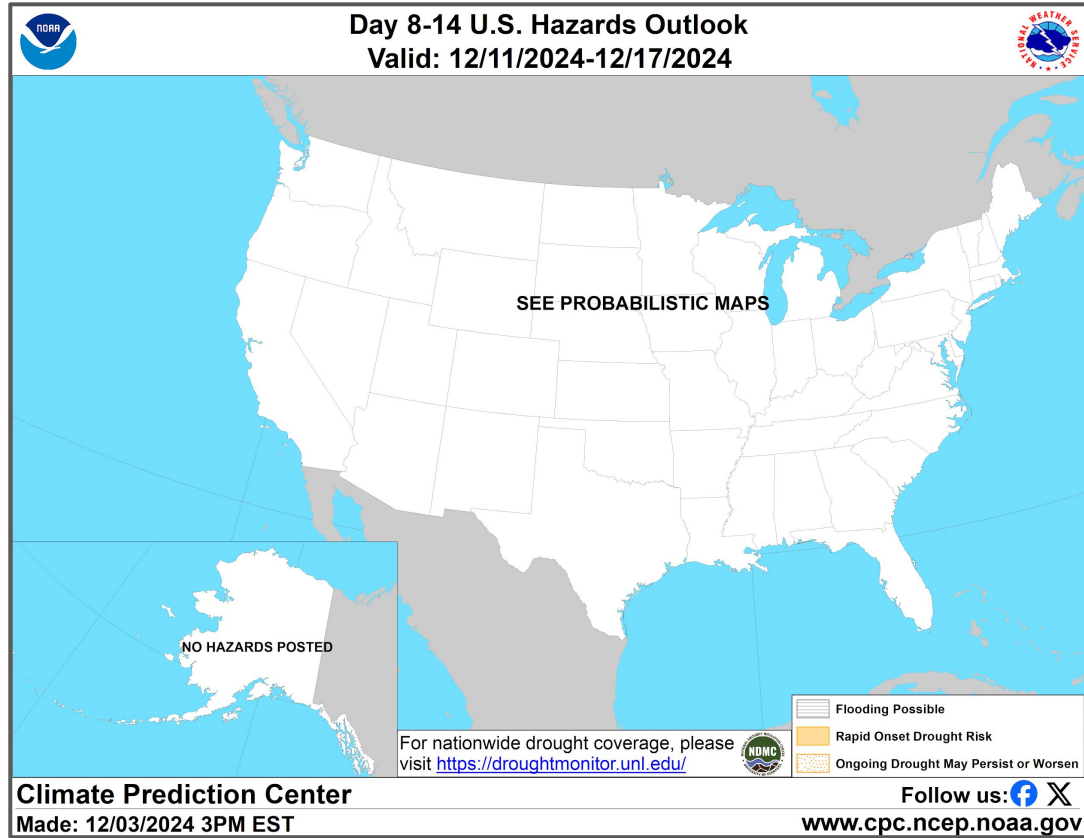 NOAA
Day 8-14 U.S. Hazards Outlook
Valid: 12/11/2024-12/17/2024
NATIONAL WEATHER SERVICE
SEE PROBABILISTIC MAPS
NO HAZARDS POSTED
For nationwide drought coverage, please
visit https://droughtmonitor.unl.edu/
NDMC
Flooding Possible
Rapid Onset Drought Risk
Ongoing Drought May Persist or Worsen
Climate Prediction Center
Follow us:
Made: 12/03/2024 3PM EST
www.cpc.ncep.noaa.gov